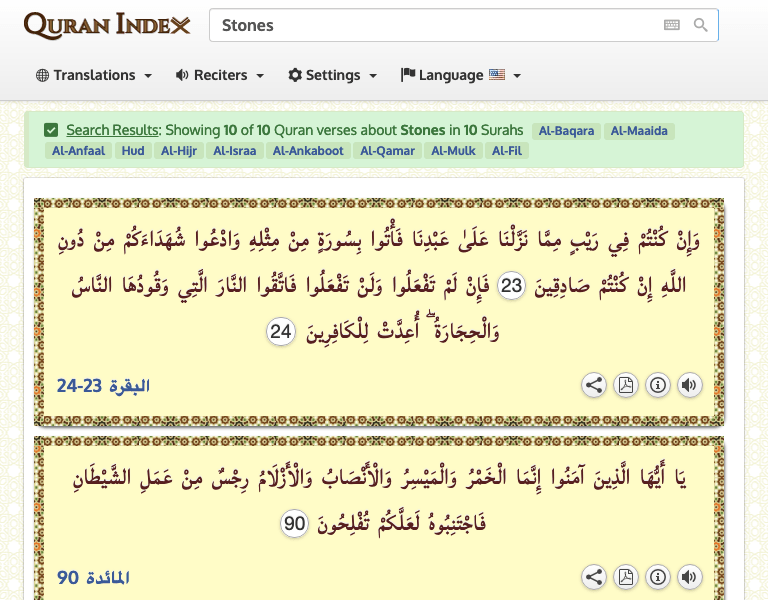 Quran Index
Stones
Translations
Reciters
Settings
Language
Search Results: Showing 10 of 10 Quran verses about Stones in 10 Surahs Al-Baqara Al-Maaida
Al-Anfaal Hud Al-Hijr Al-Israa Al-Ankaboot Al-Qamar Al-Mulk Al-Fil
وَإِنْ كُنْتُمْ فِي رَيْبٍ مِمَّا نَزَّلْنَا عَلَىٰ عَبْدِنَا فَأْتُوا بِسُورَةٍ مِنْ مِثْلِهِ وَادْعُوا شُهَدَاءَكُمْ مِنْ دُونِ
اللَّهِ إِنْ كُنْتُمْ صَادِقِينَ 23 فَإِنْ لَمْ تَفْعَلُوا وَلَنْ تَفْعَلُوا فَاتَّقُوا النَّارَ الَّتِي وَقُودُهَا النَّاسُ
وَالْحِجَارَةُ ۖ أُعِدَّتْ لِلْكَافِرِينَ 24
البقرة 23-24
يَا أَيُّهَا الَّذِينَ آمَنُوا إِنَّمَا الْخَمْرُ وَالْمَيْسِرُ وَالْأَنْصَابُ وَالْأَزْلَامُ رِجْسٌ مِنْ عَمَلِ الشَّيْطَانِ
فَاجْتَنِبُوهُ لَعَلَّكُمْ تُفْلِحُونَ 90
المائدة 90